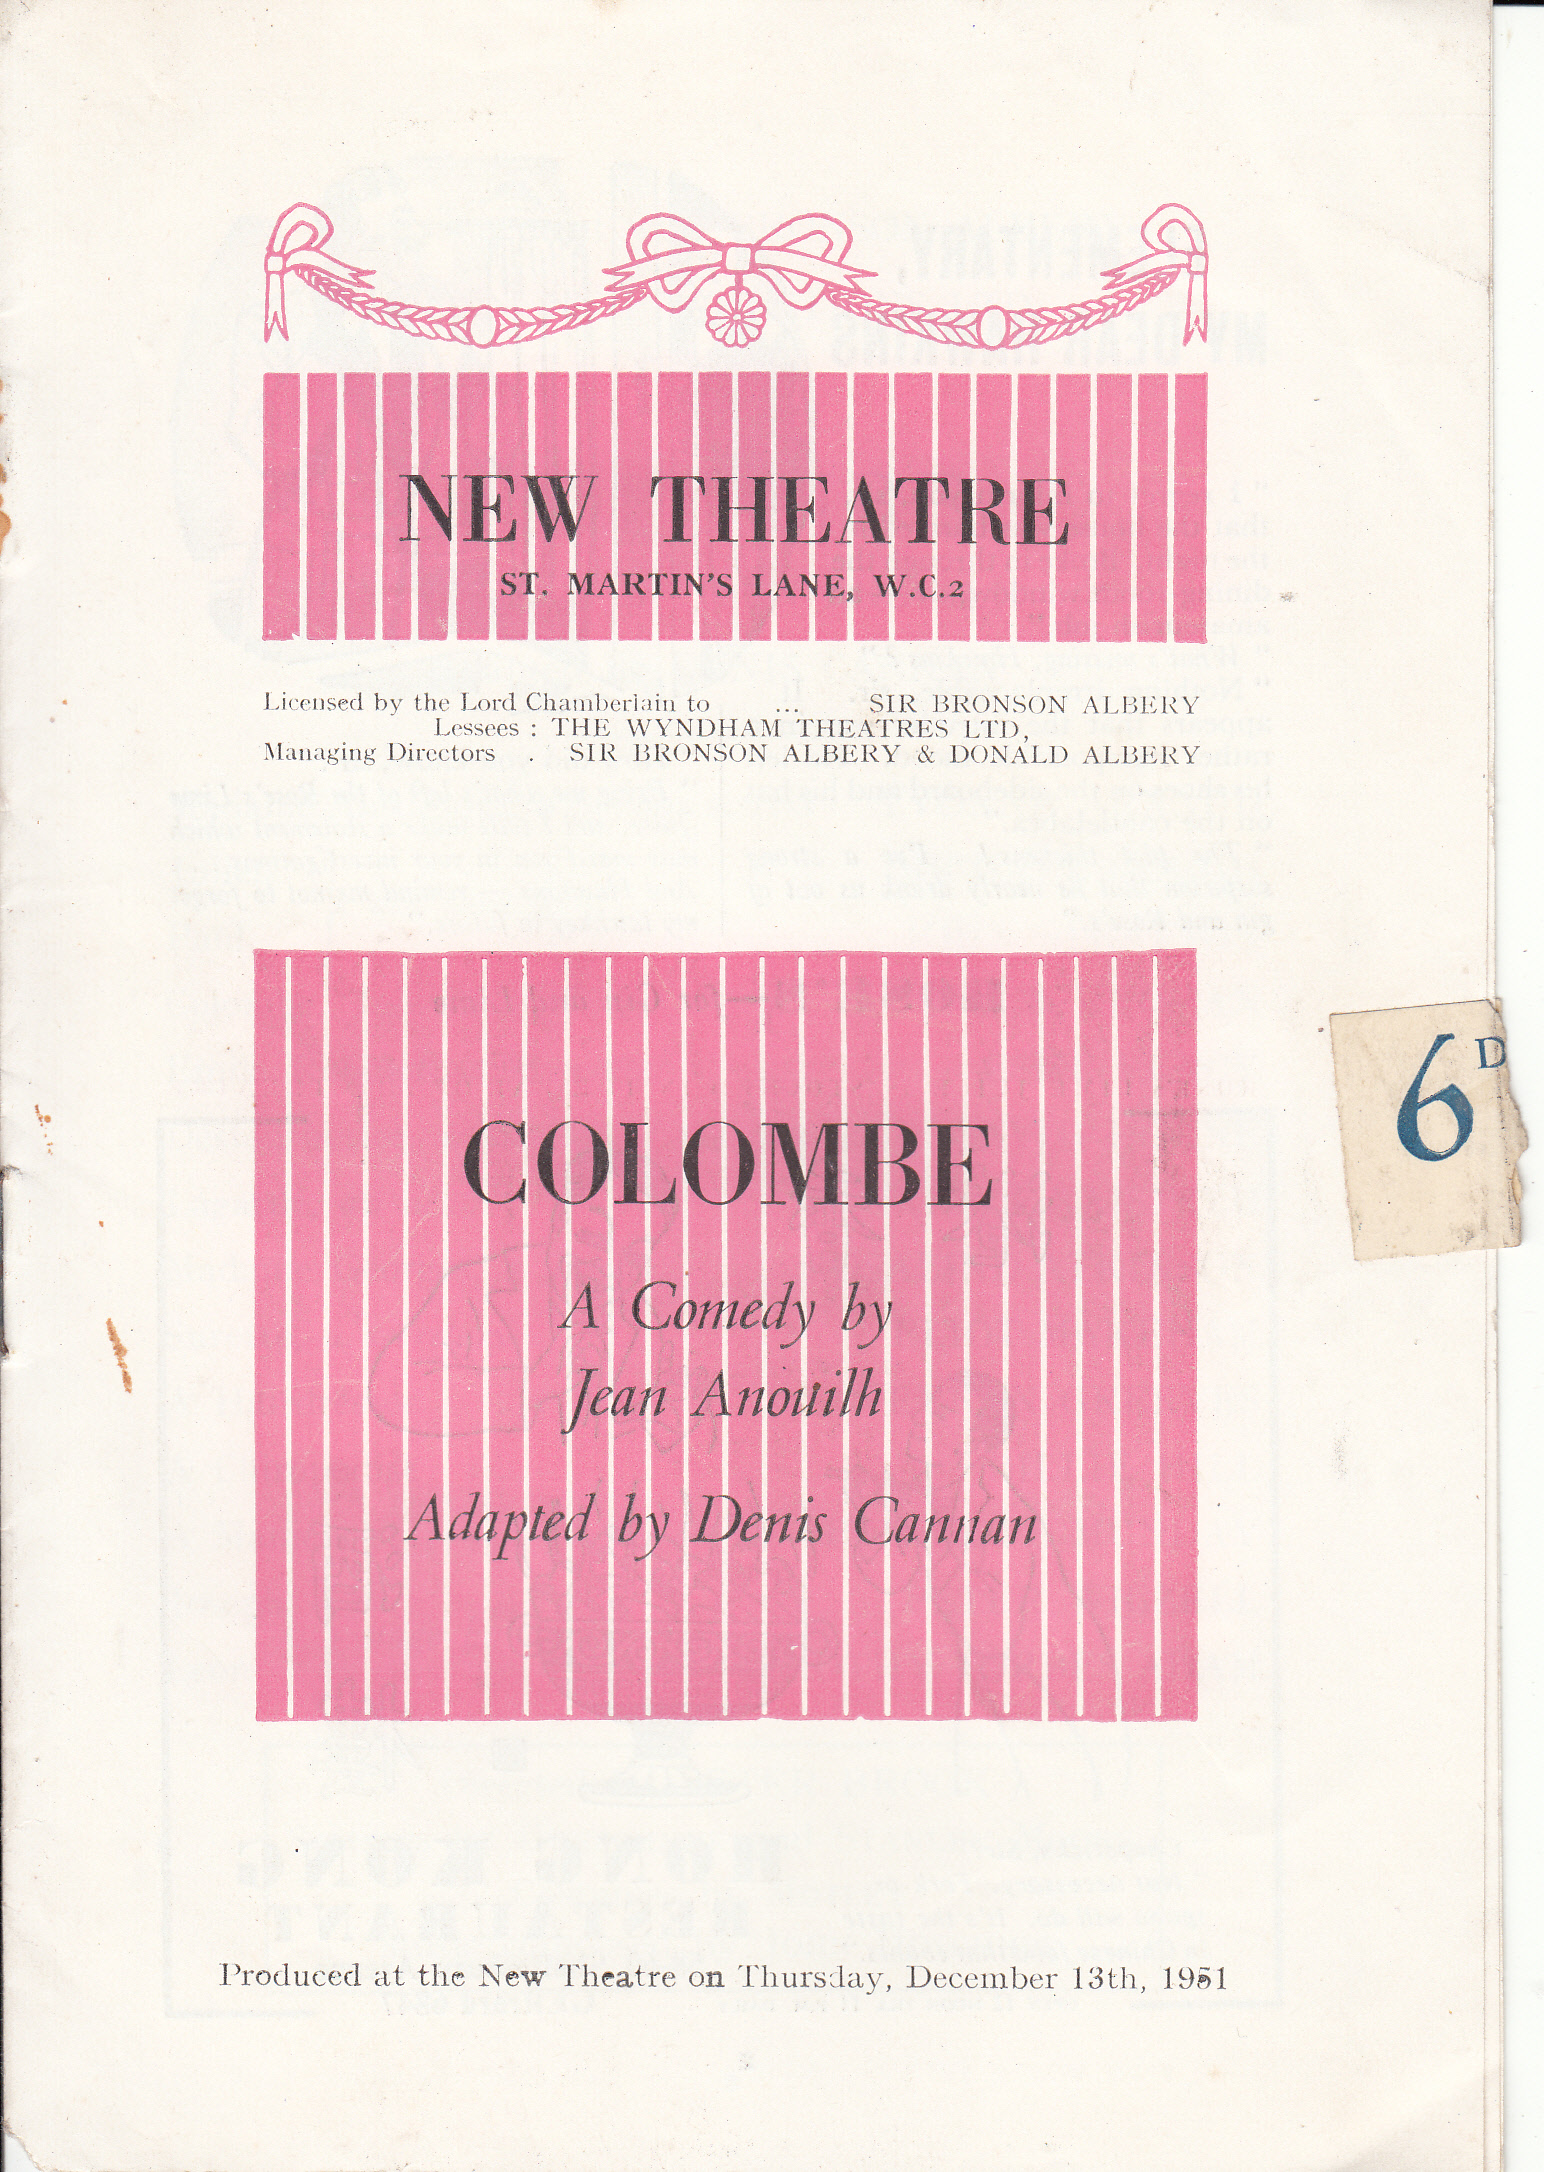 NEW THEATRE
ST. MARTIN'S LANE, W.C.2
Licensed by the Lord Chamberlain to ... SIR BRONSON ALBERY
Lessees : THE WYNDHAM THEATRES LTD,
Managing Directors . SIR BRONSON ALBERY & DONALD ALBERY
COLOMBE
6D
A Comedy by
Jean Anouilh
Adapted by Denis Cannan
Produced at the New Theatre on Thursday, December 13th, 1951